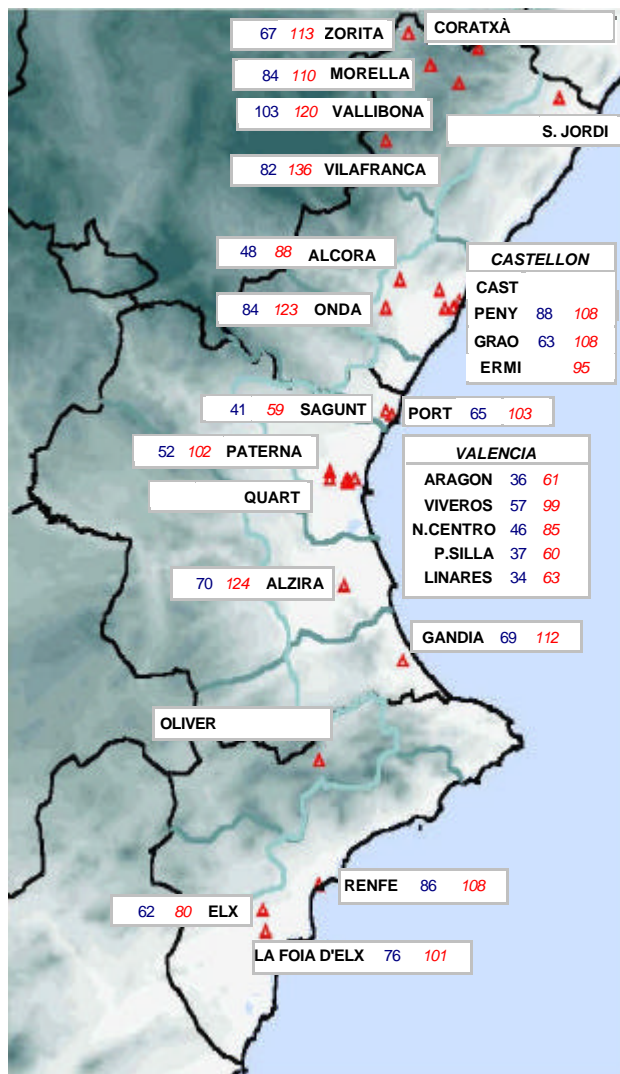 67 113 ZORITA
CORATXÀ
84 110 MORELLA
103 120 VALLIBONA
S. JORDI
82 136 VILAFRANCA
48 88 ALCORA
84 123 ONDA
CASTELLON
CAST
PENY 88 108
GRAO 63 108
ERMI 95
41 59 SAGUNT
PORT 65 103
52 102 PATERNA
QUART
VALENCIA
ARAGON 36 61
VIVEROS 57 99
N.CENTRO 46 85
P.SILLA 37 60
LINARES 34 63
70 124 ALZIRA
GANDIA 69 112
OLIVER
RENFE 86 108
62 80 ELX
LA FOIA D'ELX 76 101